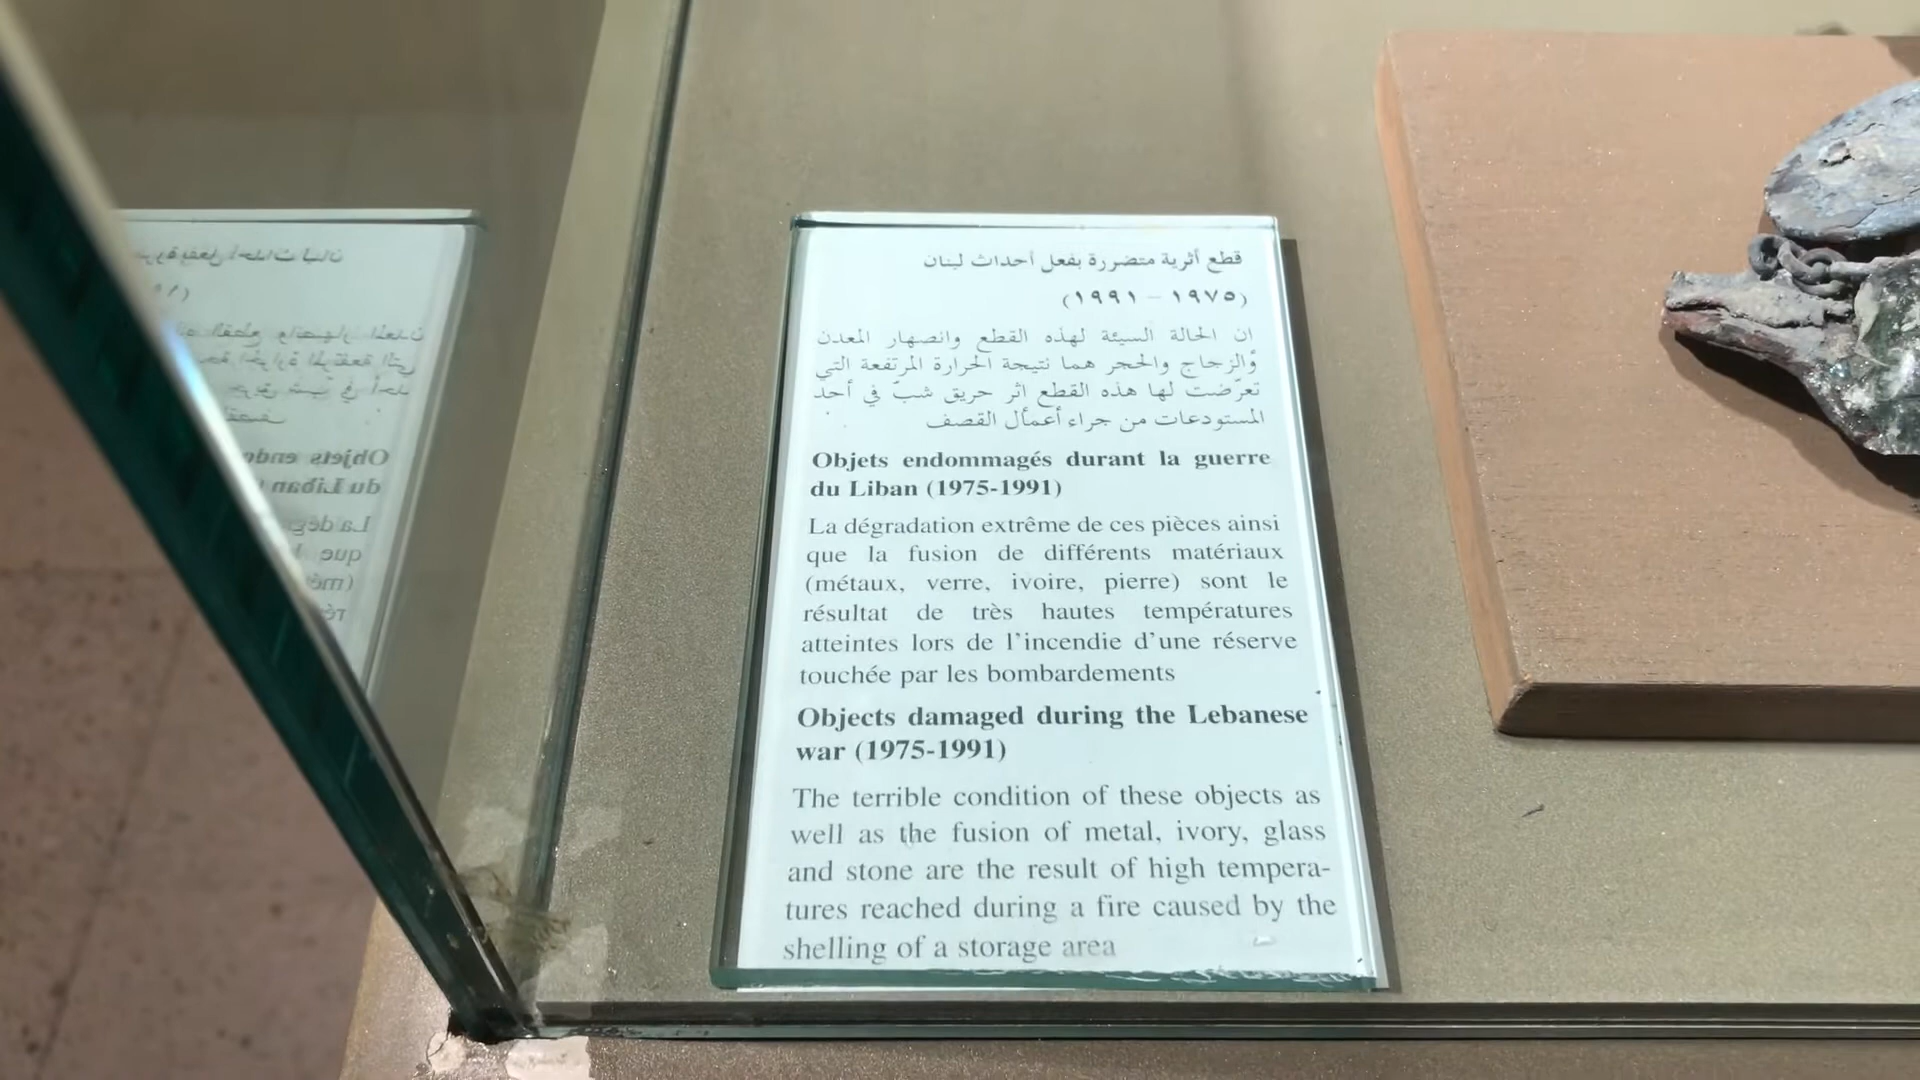 قطع أثرية متضررة بفعل أحداث لبنان
(١٩٧٥ - ١٩٩١)
ان الحالة السيئة لهذه القطع وانصهار المعدن
والزجاج والحجر هما نتيجة الحرارة المرتفعة التي
تعرّضت لها هذه القطع اثر حريق شبّ في أحد
المستودعات من جراء أعمال القصف
Objets endommagés durant la guerre
du Liban (1975-1991)
La dégradation extrême de ces pièces ainsi
que la fusion de différents matériaux
(métaux, verre, ivoire, pierre) sont le
résultat de très hautes températures
atteintes lors de l'incendie d'une réserve
touchée par les bombardements
Objects damaged during the Lebanese
war (1975-1991)
The terrible condition of these objects as
well as the fusion of metal, ivory, glass
and stone are the result of high tempera-
tures reached during a fire caused by the
shelling of a storage area